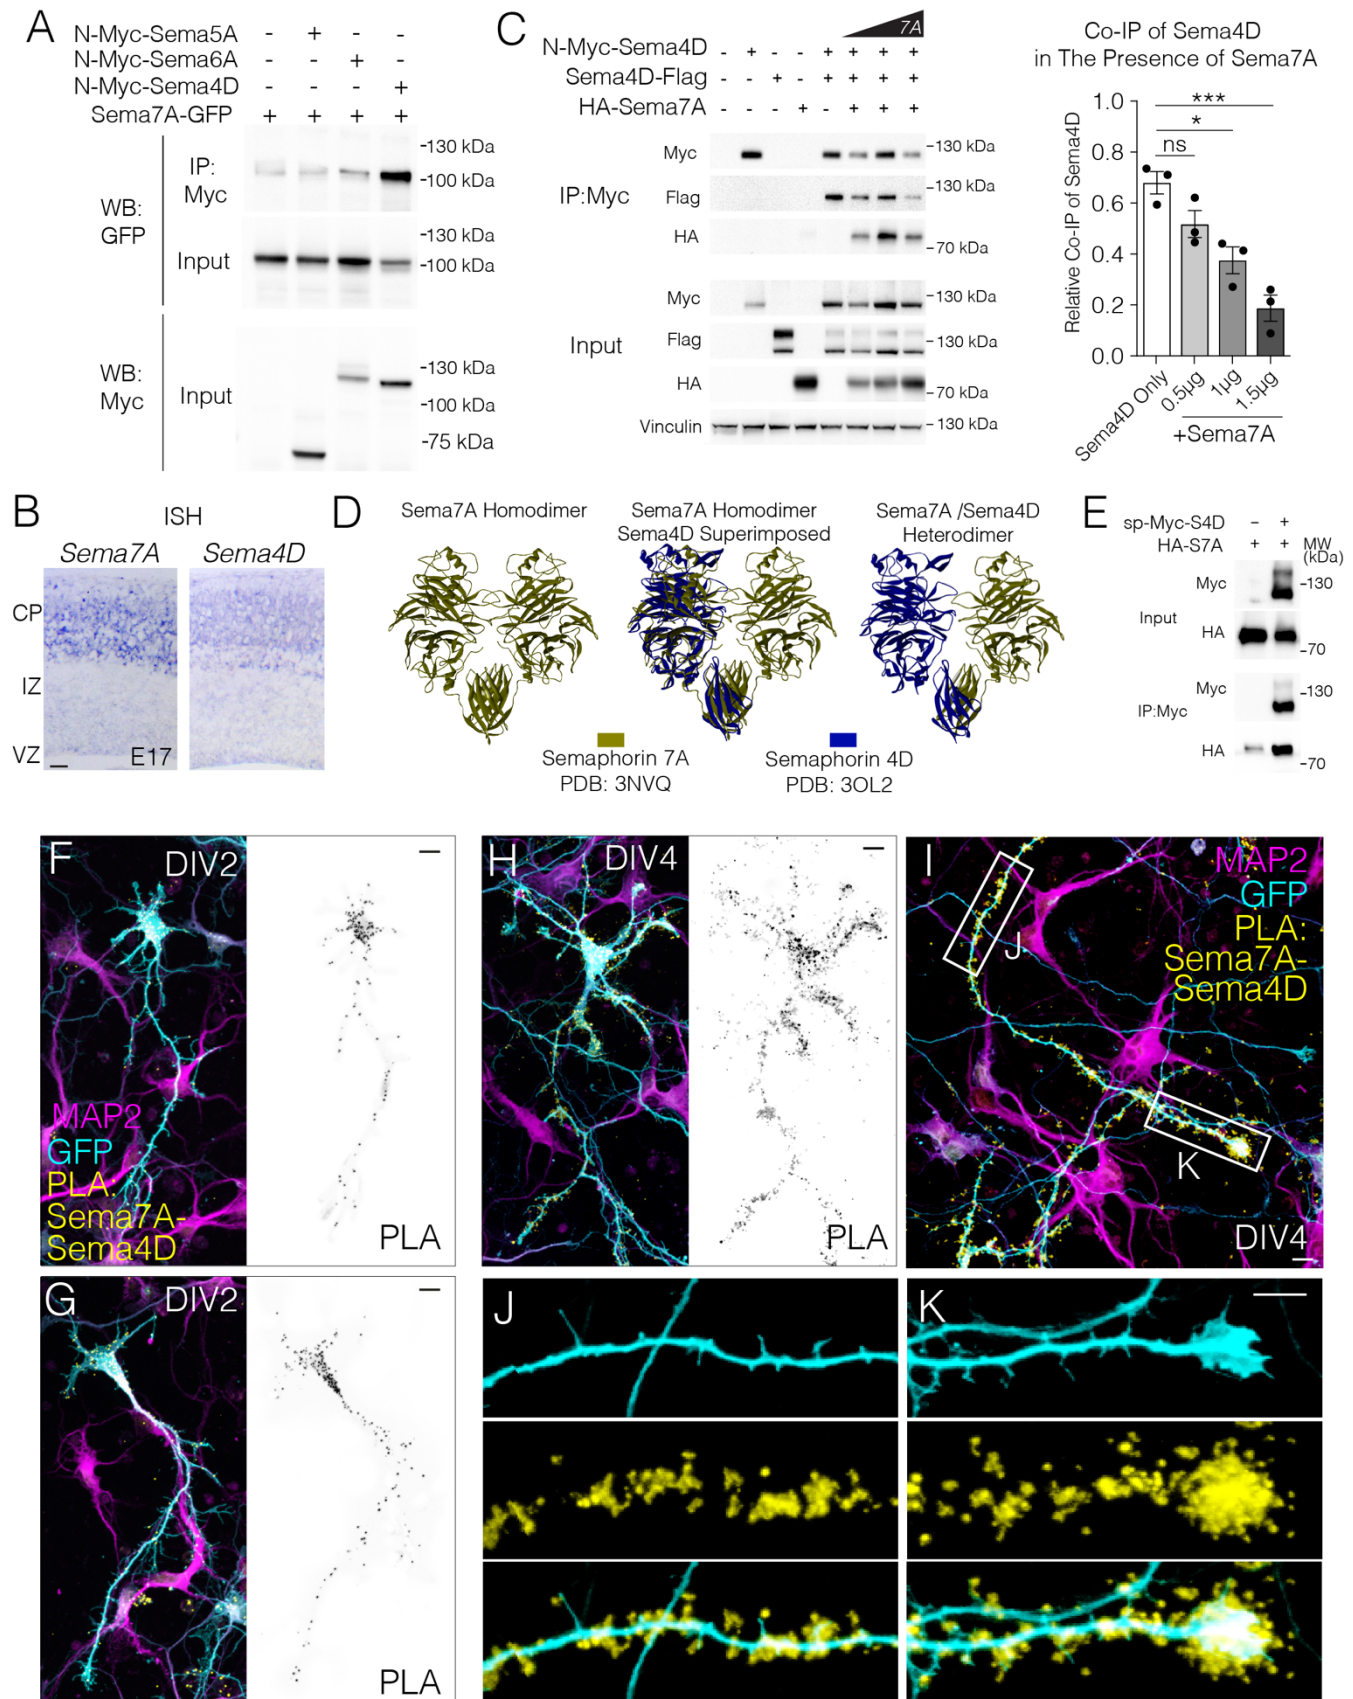 A
N-Myc-Sema5A - + - -
N-Myc-Sema6A - - + -
N-Myc-Sema4D - - - +
Sema7A-GFP + + + +
WB:
GFP
IP:
Myc
-130 kDa
-100 kDa
Input
-130 kDa
-100 kDa
WB:
Myc
Input
-130 kDa
-100 kDa
-75 kDa
C
7A
N-Myc-Sema4D - + - - + + + +
Sema4D-Flag - - + - + + + +
HA-Sema7A - - - + - + + +
IP:Myc
Myc
-130 kDa
Flag
HA
-70 kDa
Input
Myc
-130 kDa
Flag
-130 kDa
HA
-70 kDa
Vinculin
-130 kDa
Co-IP of Sema4D
in The Presence of Sema7A
Relative Co-IP of Sema4D
1.0
0.8
0.6
0.4
0.2
0.0
***
*
ns
Sema4D Only
0.5µg
1µg
1.5µg
+Sema7A
B
ISH
Sema7A
Sema4D
CP
IZ
VZ
E17
D
Sema7A Homodimer
Sema7A Homodimer
Sema4D Superimposed
Sema7A /Sema4D
Heterodimer
Semaphorin 7A
PDB: 3NVQ
Semaphorin 4D
PDB: 3OL2
E
sp-Myc-S4D - +
HA-S7A + +
MW
(kDa)
Input
Myc
-130
HA
-70
IP:Myc
Myc
-130
HA
-70
F
DIV2
MAP2
GFP
PLA:
Sema7A-
Sema4D
PLA
G
DIV2
PLA
H
DIV4
PLA
I
MAP2
GFP
PLA:
Sema7A-
Sema4D
J
K
DIV4
J
K